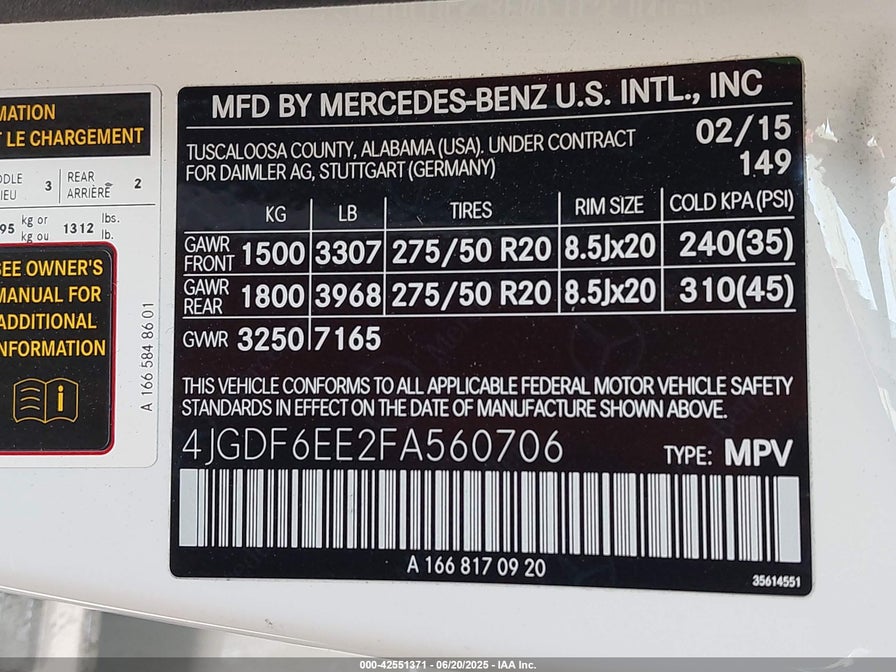 MATION
T LE CHARGEMENT
DDLE
IEU
3
REAR
ARRIÈRE
2
95
kg or
kg ou
1312
lbs.
lb.
SEE OWNER'S
MANUAL FOR
ADDITIONAL
INFORMATION
A 166 584 86 01
MFD BY MERCEDES-BENZ U.S. INTL., INC
TUSCALOOSA COUNTY, ALABAMA (USA). UNDER CONTRACT
FOR DAIMLER AG, STUTTGART (GERMANY)
02/15
149
KG LB TIRES RIM SIZE COLD KPA (PSI)
GAWR FRONT 1500 3307 275/50 R20 8.5Jx20 240(35)
GAWR REAR 1800 3968 275/50 R20 8.5Jx20 310(45)
GVWR 3250 7165
THIS VEHICLE CONFORMS TO ALL APPLICABLE FEDERAL MOTOR VEHICLE SAFETY
STANDARDS IN EFFECT ON THE DATE OF MANUFACTURE SHOWN ABOVE.
4JGDF6EE2FA560706
TYPE: MPV
A 166 817 09 20
35614551
000-42551371 - 06/20/2025 - IAA Inc.